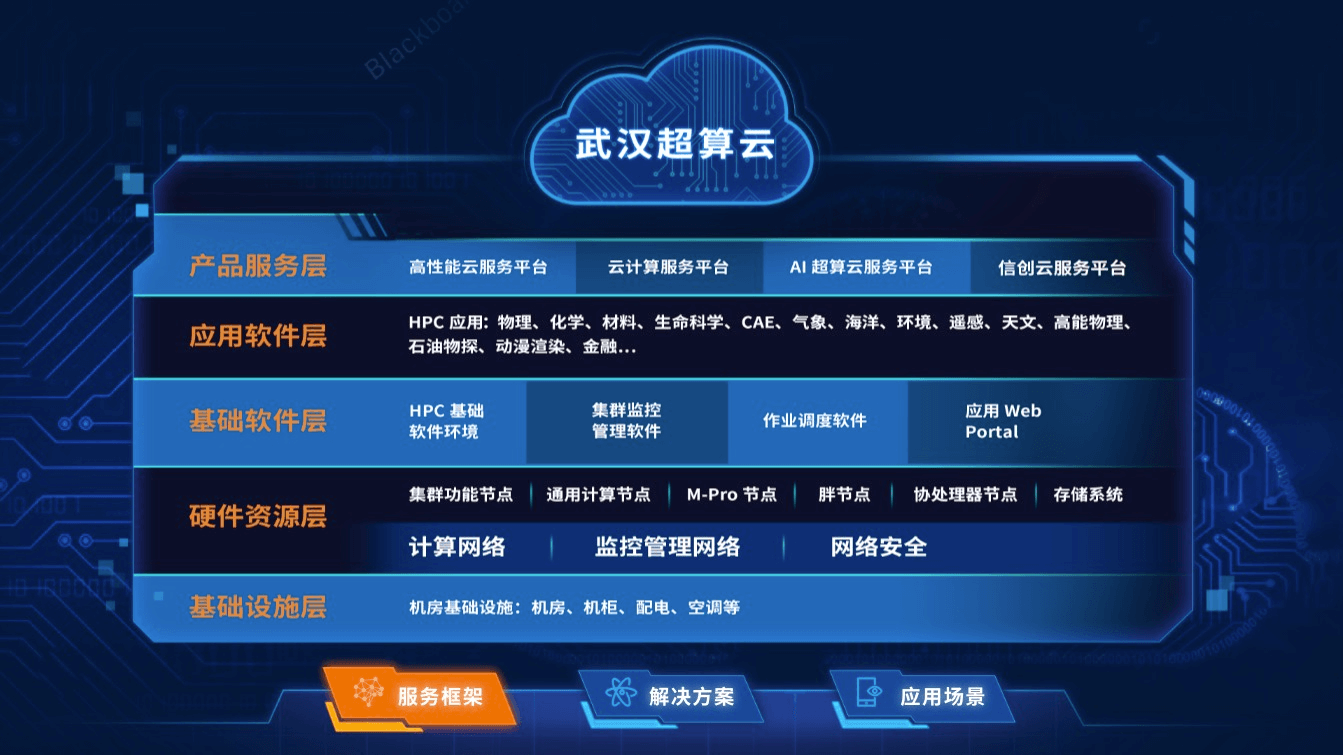 武汉超算云
产品服务层
高性能云服务平台
云计算服务平台
AI 超算云服务平台
信创云服务平台
应用软件层
HPC 应用: 物理、化学、材料、生命科学、CAE、气象、海洋、环境、遥感、天文、高能物理、
石油物探、动漫渲染、金融...
基础软件层
HPC 基础
软件环境
集群监控
管理软件
作业调度软件
应用 Web
Portal
硬件资源层
集群功能节点
通用计算节点
M-Pro 节点
胖节点
协处理器节点
存储系统
计算网络
监控管理网络
网络安全
基础设施层
机房基础设施：机房、机柜、配电、空调等
服务框架
解决方案
应用场景